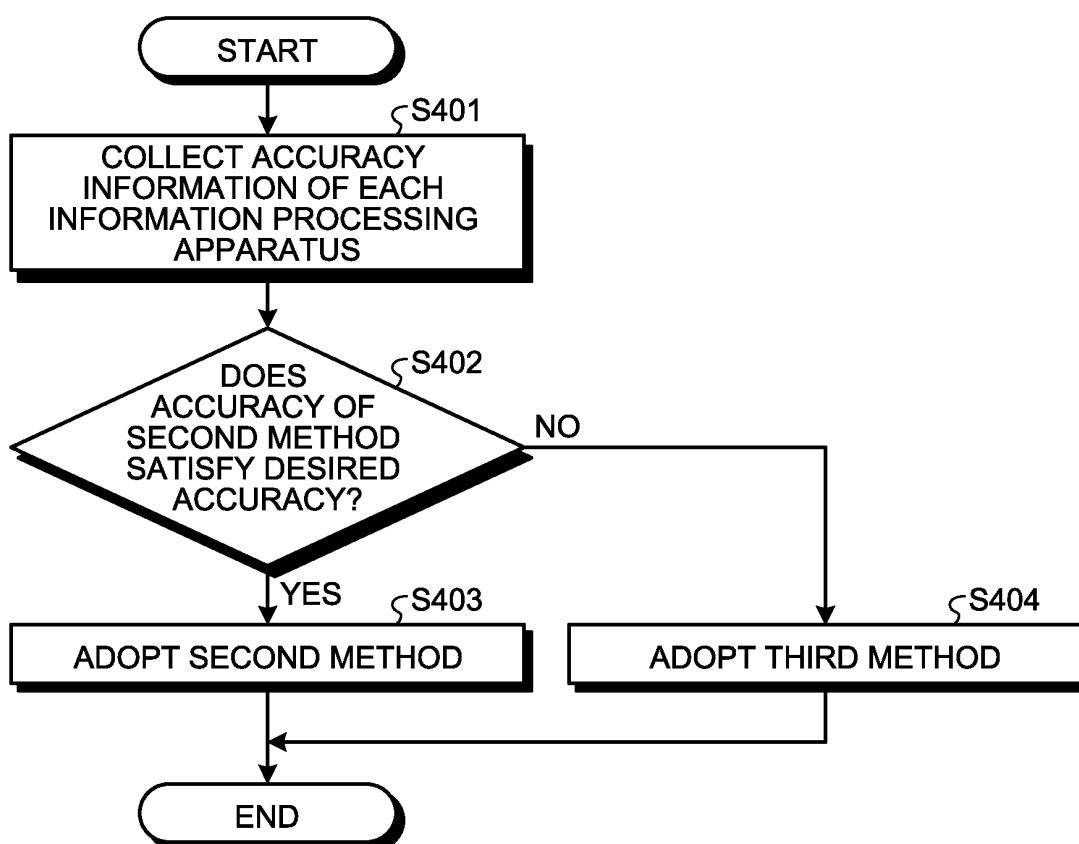 START
S401
COLLECT ACCURACY
INFORMATION OF EACH
INFORMATION PROCESSING
APPARATUS
S402
DOES
ACCURACY OF
SECOND METHOD
SATISFY DESIRED
ACCURACY?
NO
YES
S403
ADOPT SECOND METHOD
S404
ADOPT THIRD METHOD
END